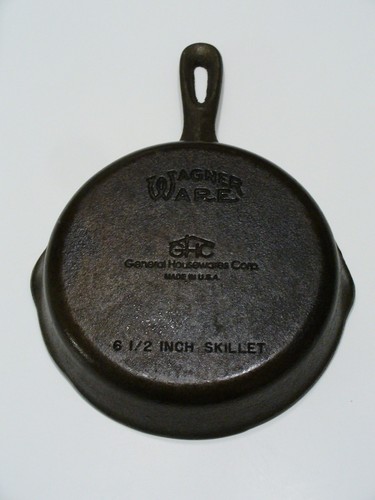 WAGNER
WARE
GHC
General Housewares Corp.
MADE IN U.S.A.
6 1/2 INCH SKILLET